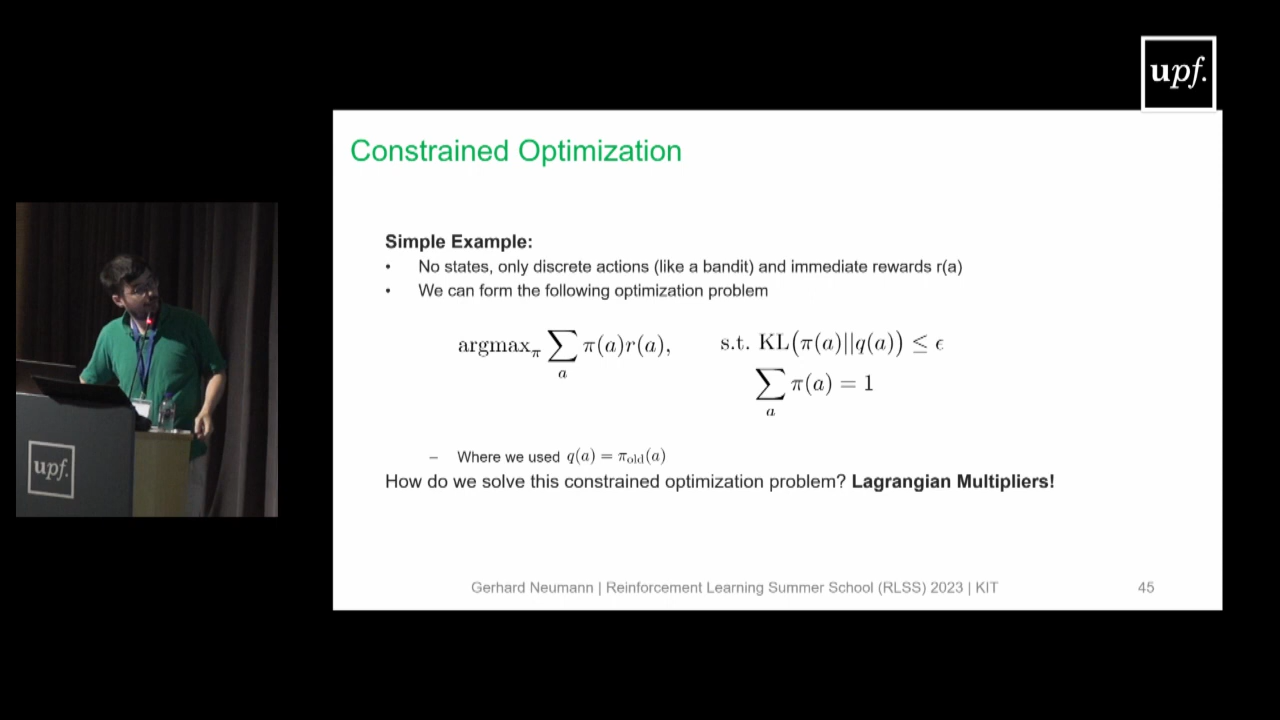 upf.
Constrained Optimization
Simple Example:
• No states, only discrete actions (like a bandit) and immediate rewards r(a)
• We can form the following optimization problem
argmax_π ∑_a π(a)r(a), s.t. KL(π(a)||q(a)) ≤ ϵ
∑_a π(a) = 1
– Where we used q(a) = π_old(a)
How do we solve this constrained optimization problem? Lagrangian Multipliers!
Gerhard Neumann | Reinforcement Learning Summer School (RLSS) 2023 | KIT 45
upf.